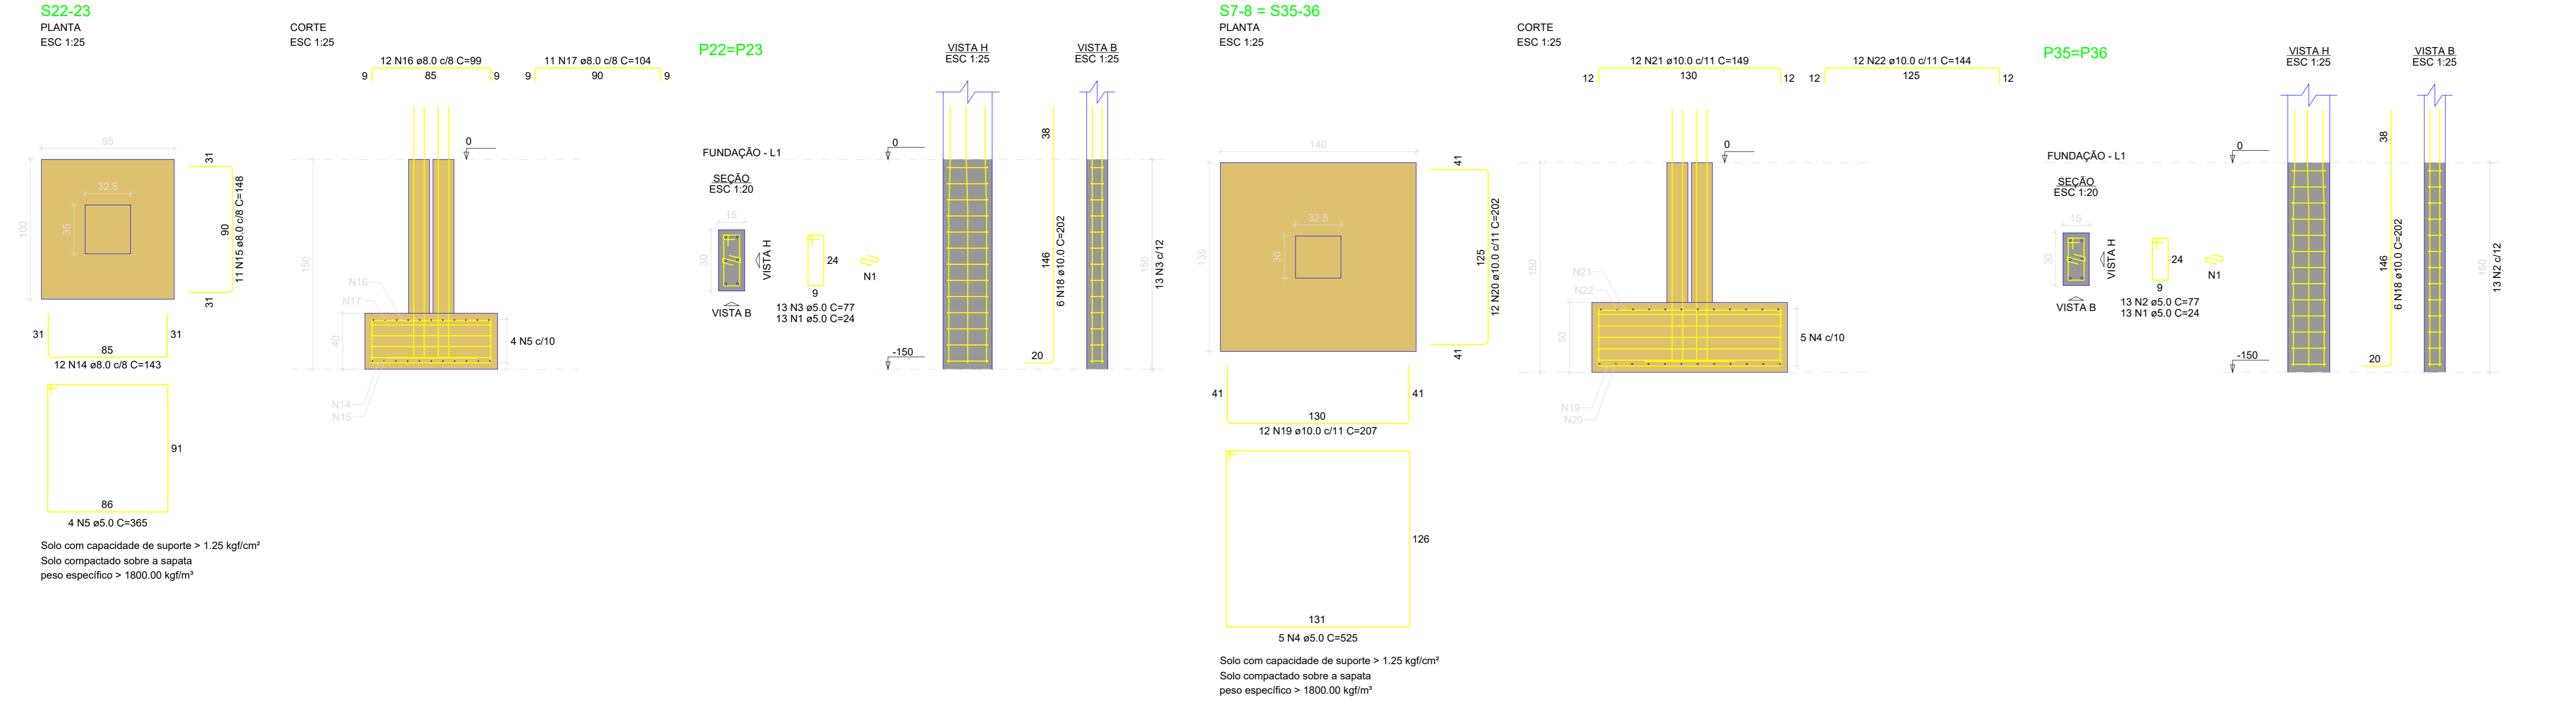 S22-23
PLANTA
ESC 1:25
95
32.5
35
100
31
90
11 N15 ø8.0 c/8 C=148
31
31
31
85
12 N14 ø8.0 c/8 C=143
91
86
4 N5 ø5.0 C=365
Solo com capacidade de suporte > 1.25 kgf/cm²
Solo compactado sobre a sapata
peso específico > 1800.00 kgf/m³
CORTE
ESC 1:25
12 N16 ø8.0 c/8 C=99
9
85
9
11 N17 ø8.0 c/8 C=104
9
90
9
0
150
N16
N17
40
4 N5 c/10
N14
N15
P22=P23
FUNDAÇÃO - L1
SEÇÃO
ESC 1:20
15
30
VISTA H
VISTA B
24
9
N1
13 N3 ø5.0 C=77
13 N1 ø5.0 C=24
VISTA H
ESC 1:25
0
-150
38
146
6 N18 ø10.0 C=202
20
VISTA B
ESC 1:25
150
13 N3 c/12
S7-8 = S35-36
PLANTA
ESC 1:25
140
32.5
30
135
41
125
12 N20 ø10.0 c/11 C=202
41
41
41
130
12 N19 ø10.0 c/11 C=207
126
131
5 N4 ø5.0 C=525
Solo com capacidade de suporte > 1.25 kgf/cm²
Solo compactado sobre a sapata
peso específico > 1800.00 kgf/m³
CORTE
ESC 1:25
12 N21 ø10.0 c/11 C=149
130
12
12 N22 ø10.0 c/11 C=144
12
12
125
12
0
150
N21
N22
50
5 N4 c/10
N19
N20
P35=P36
FUNDAÇÃO - L1
SEÇÃO
ESC 1:20
15
30
VISTA H
VISTA B
24
9
N1
13 N2 ø5.0 C=77
13 N1 ø5.0 C=24
VISTA H
ESC 1:25
0
-150
38
146
6 N18 ø10.0 C=202
20
VISTA B
ESC 1:25
150
13 N2 c/12